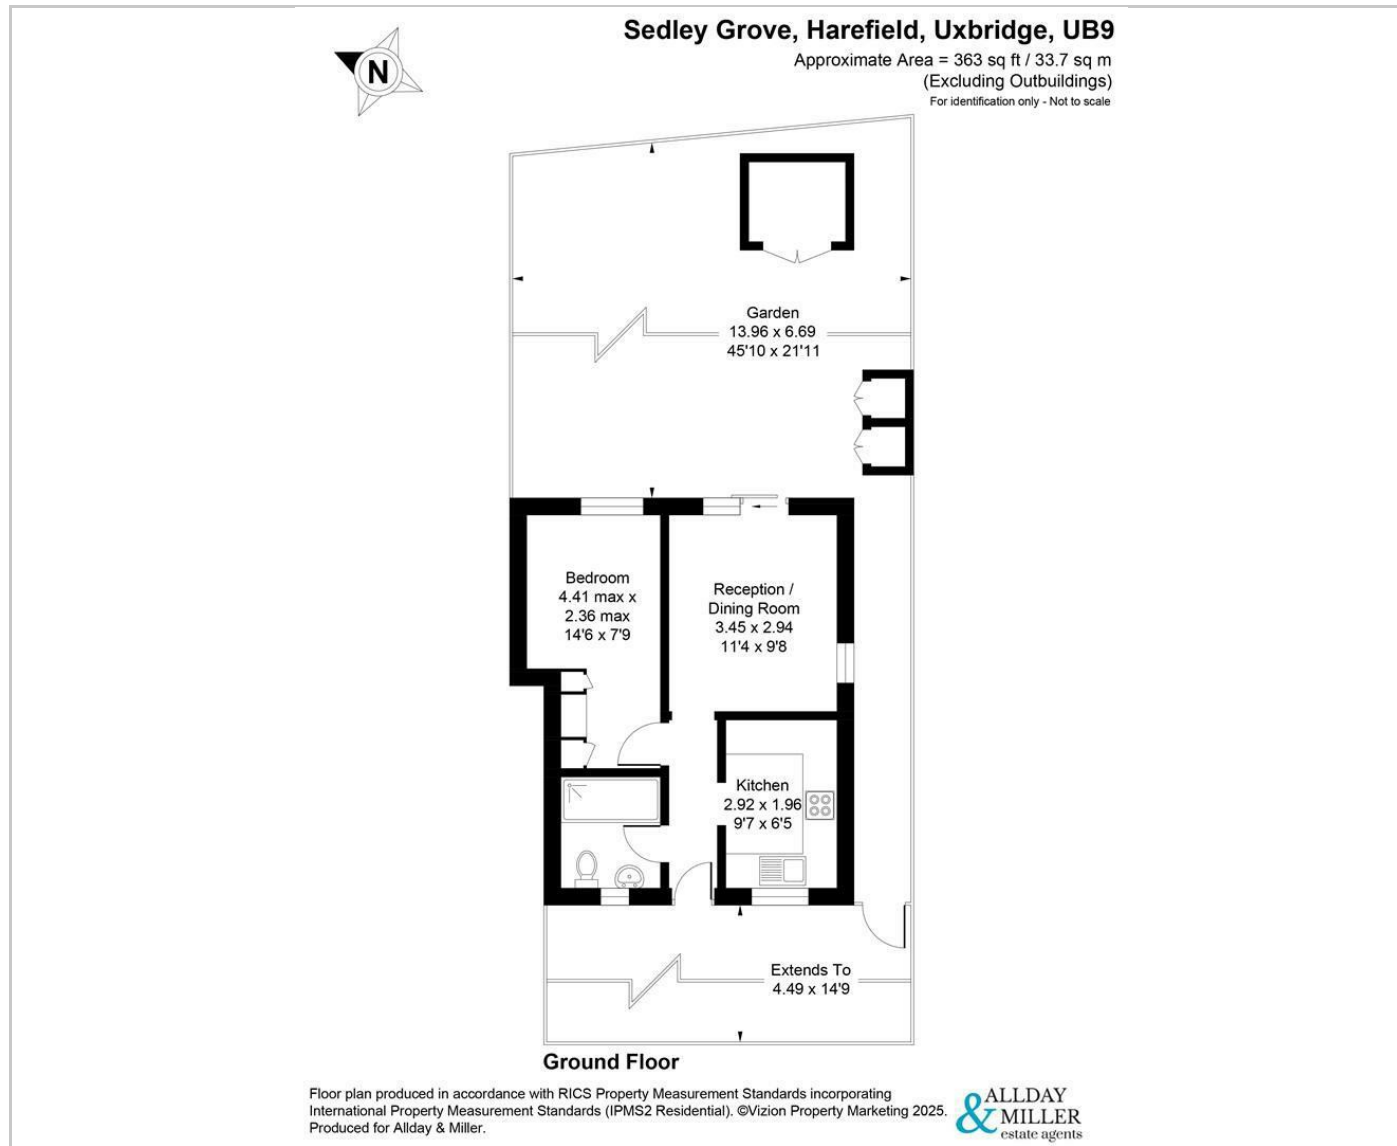 Sedley Grove, Harefield, Uxbridge, UB9
Approximate Area = 363 sq ft / 33.7 sq m
(Excluding Outbuildings)
For identification only - Not to scale
N
Garden
13.96 x 6.69
45'10 x 21'11
Bedroom
4.41 max x
2.36 max
14'6 x 7'9
Reception /
Dining Room
3.45 x 2.94
11'4 x 9'8
Kitchen
2.92 x 1.96
9'7 x 6'5
Extends To
4.49 x 14'9
Ground Floor
Floor plan produced in accordance with RICS Property Measurement Standards incorporating
International Property Measurement Standards (IPMS2 Residential). ©Vizion Property Marketing 2025.
Produced for Allday & Miller.
ALLDAY
& MILLER
estate agents